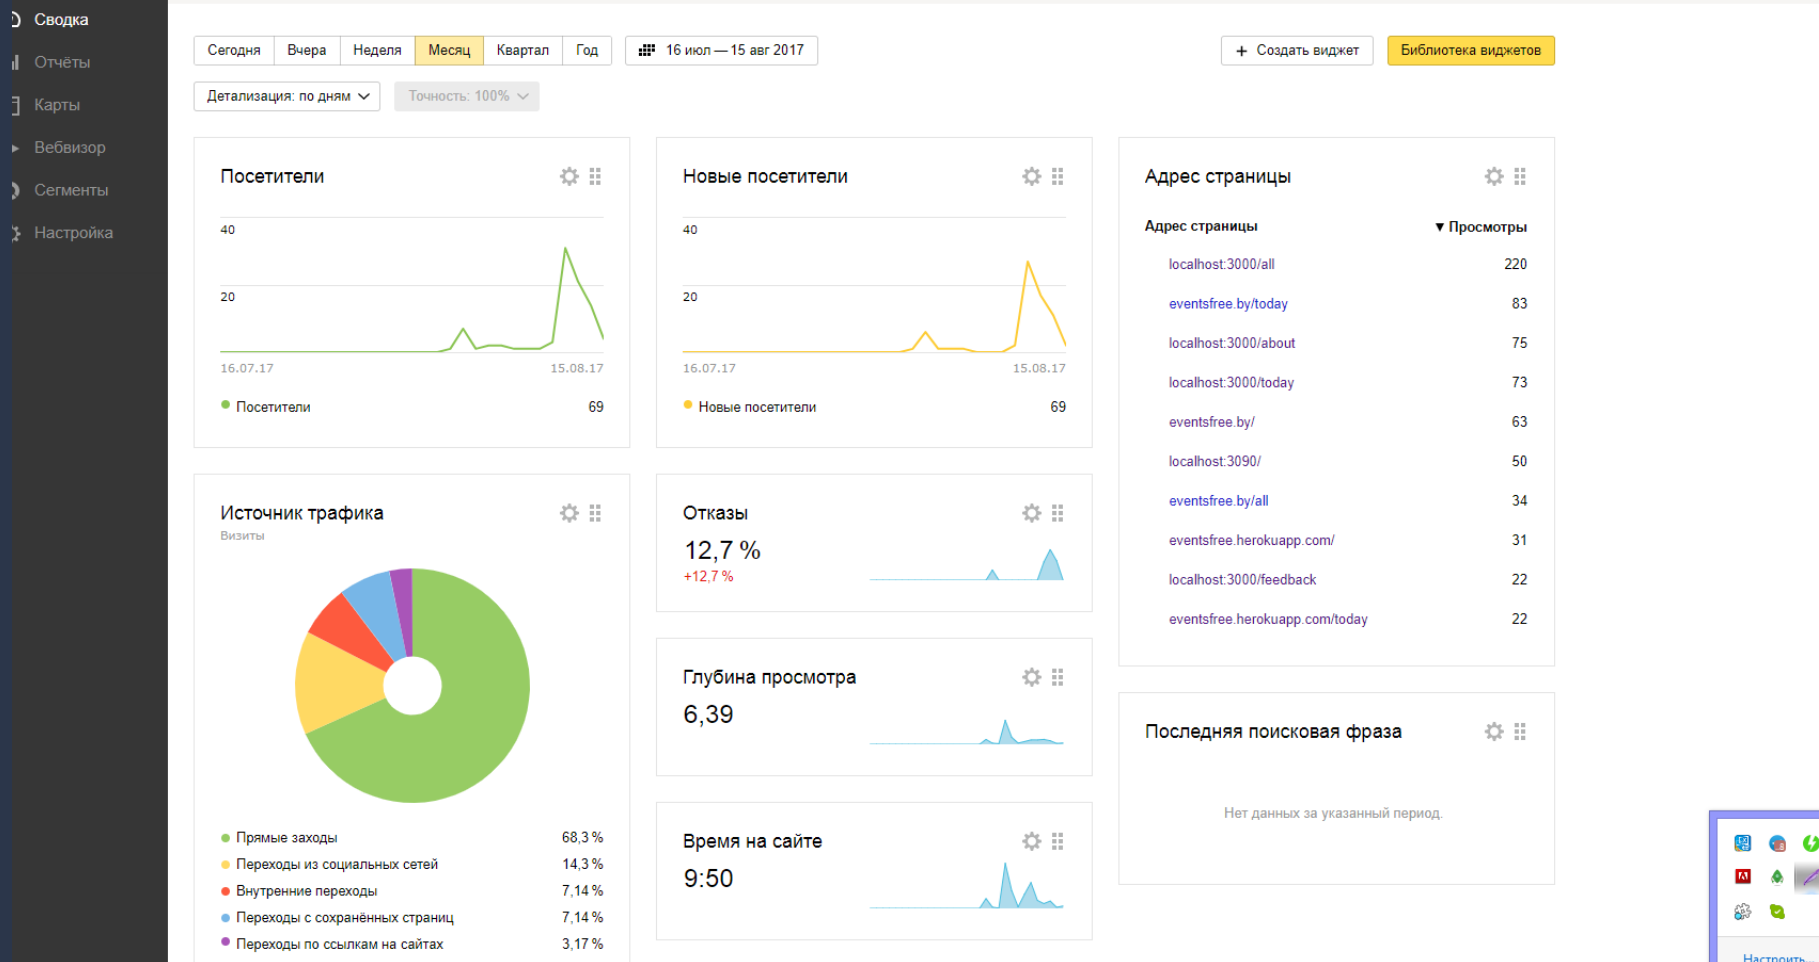 Сводка
Отчёты
Карты
Вебвизор
Сегменты
Настройка
Сегодня Вчера Неделя Месяц Квартал Год 16 июл — 15 авг 2017 + Создать виджет Библиотека виджетов
Детализация: по дням Точность: 100%
Посетители
40
20
16.07.17 15.08.17
Посетители 69
Новые посетители
40
20
16.07.17 15.08.17
Новые посетители 69
Адрес страницы
Адрес страницы ▼ Просмотры
localhost:3000/all 220
eventsfree.by/today 83
localhost:3000/about 75
localhost:3000/today 73
eventsfree.by/ 63
localhost:3090/ 50
eventsfree.by/all 34
eventsfree.herokuapp.com/ 31
localhost:3000/feedback 22
eventsfree.herokuapp.com/today 22
Источник трафика
Визиты
Прямые заходы 68,3 %
Переходы из социальных сетей 14,3 %
Внутренние переходы 7,14 %
Переходы с сохранённых страниц 7,14 %
Переходы по ссылкам на сайтах 3,17 %
Отказы
12,7 %
+12,7 %
Глубина просмотра
6,39
Время на сайте
9:50
Последняя поисковая фраза
Нет данных за указанный период.
Настроить...